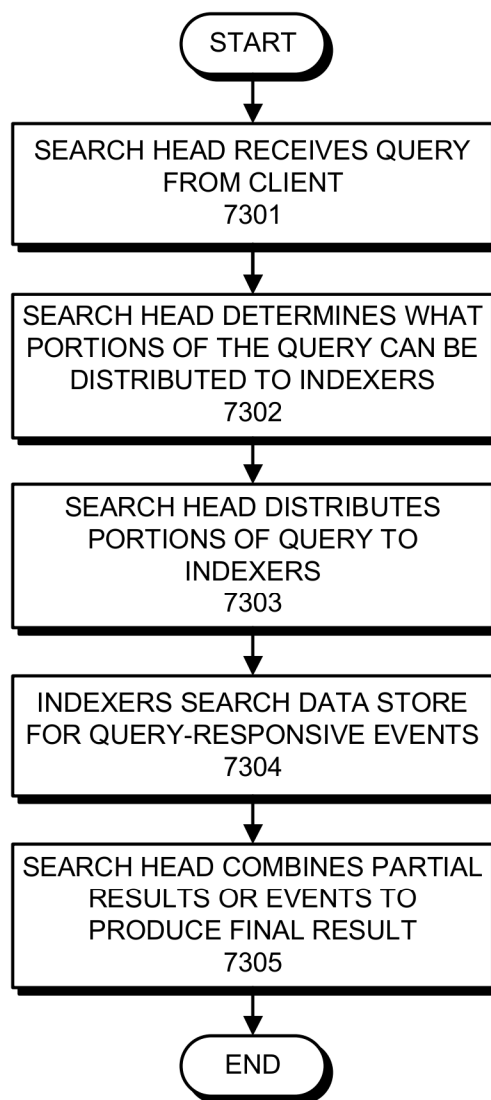 START
SEARCH HEAD RECEIVES QUERY
FROM CLIENT
7301
SEARCH HEAD DETERMINES WHAT
PORTIONS OF THE QUERY CAN BE
DISTRIBUTED TO INDEXERS
7302
SEARCH HEAD DISTRIBUTES
PORTIONS OF QUERY TO
INDEXERS
7303
INDEXERS SEARCH DATA STORE
FOR QUERY-RESPONSIVE EVENTS
7304
SEARCH HEAD COMBINES PARTIAL
RESULTS OR EVENTS TO
PRODUCE FINAL RESULT
7305
END